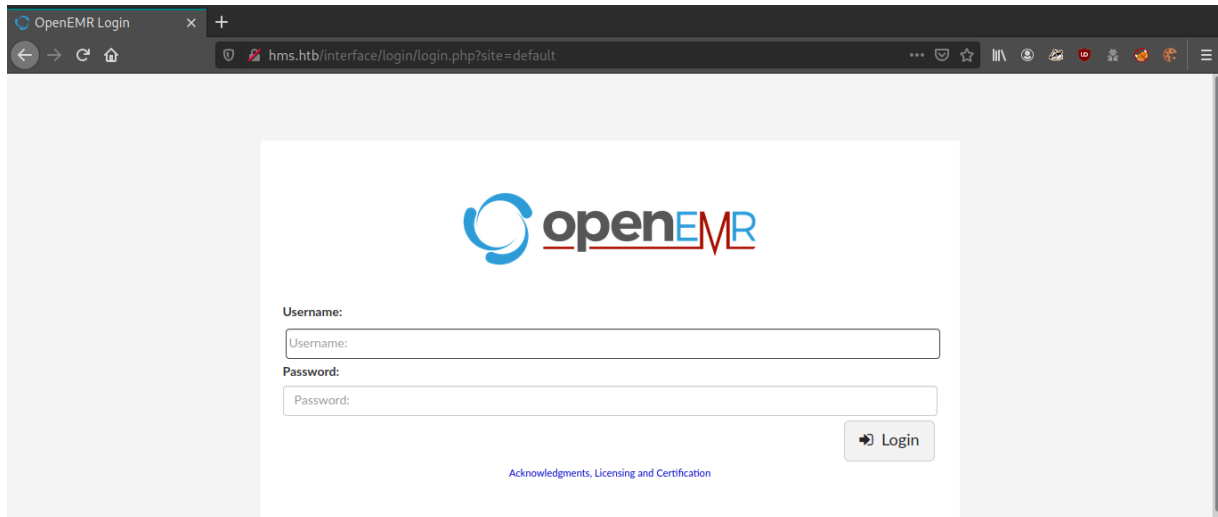 OpenEMR Login
hms.htb/interface/login/login.php?site=default
openEMR
Username:
Username:
Password:
Password:
Login
Acknowledgments, Licensing and Certification